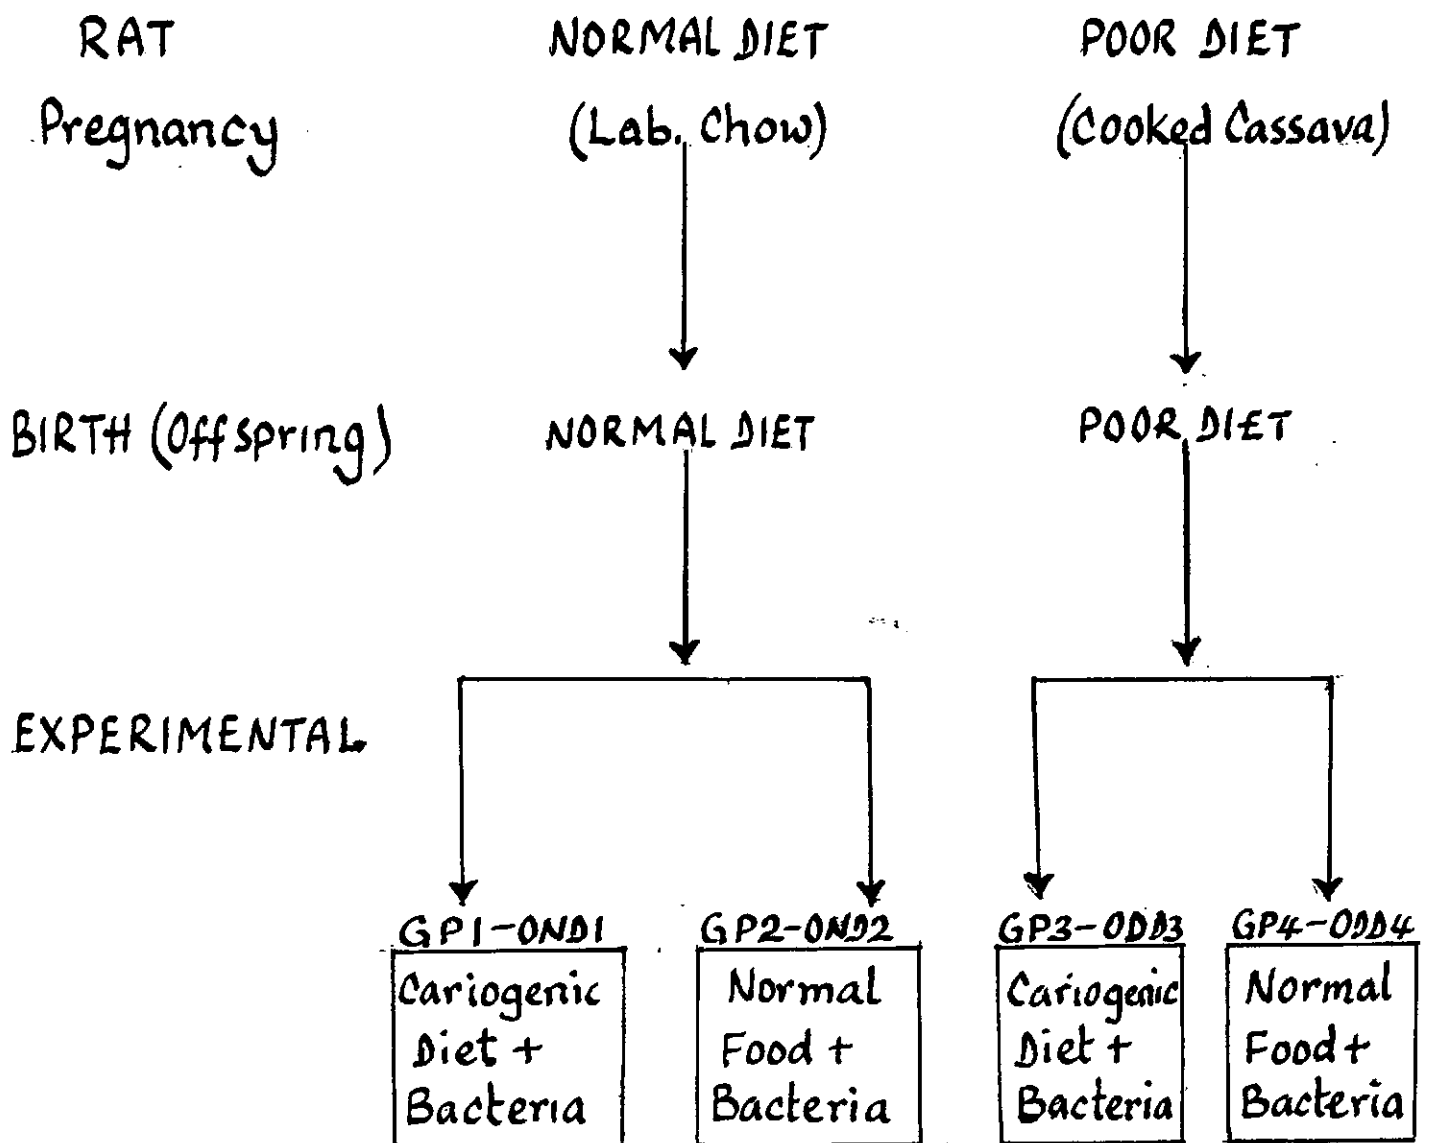 RAT NORMAL DIET POOR DIET
Pregnancy (Lab. Chow) (Cooked Cassava)
BIRTH (Offspring) NORMAL DIET POOR DIET
EXPERIMENTAL
GP1-OND1 GP2-OND2 GP3-ODD3 GP4-ODD4
Cariogenic Normal Cariogenic Normal
Diet + Food + Diet + Food +
Bacteria Bacteria Bacteria Bacteria